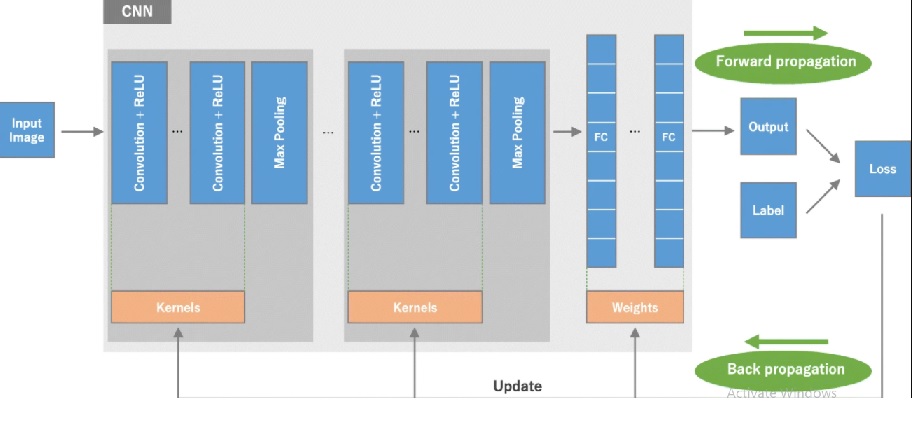 CNN
Forward propagation
Input
Image
Convolution + ReLU
...
Convolution + ReLU
Max Pooling
...
Convolution + ReLU
...
Convolution + ReLU
Max Pooling
FC
...
FC
Output
Label
Loss
Kernels
Kernels
Weights
Back propagation
Update
Activate Windows